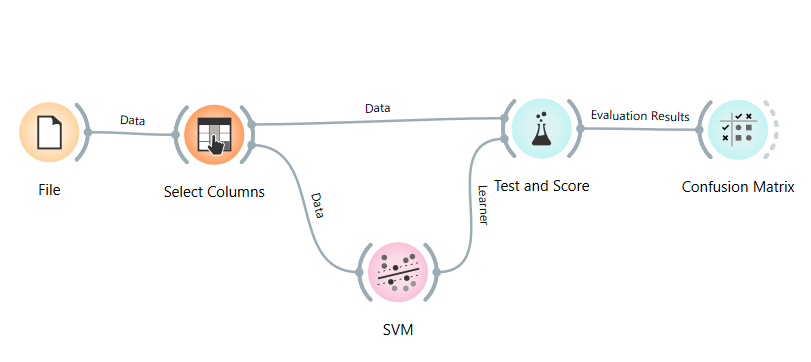 Data
File
Select Columns
Data
Data
SVM
Learner
Test and Score
Evaluation Results
Confusion Matrix